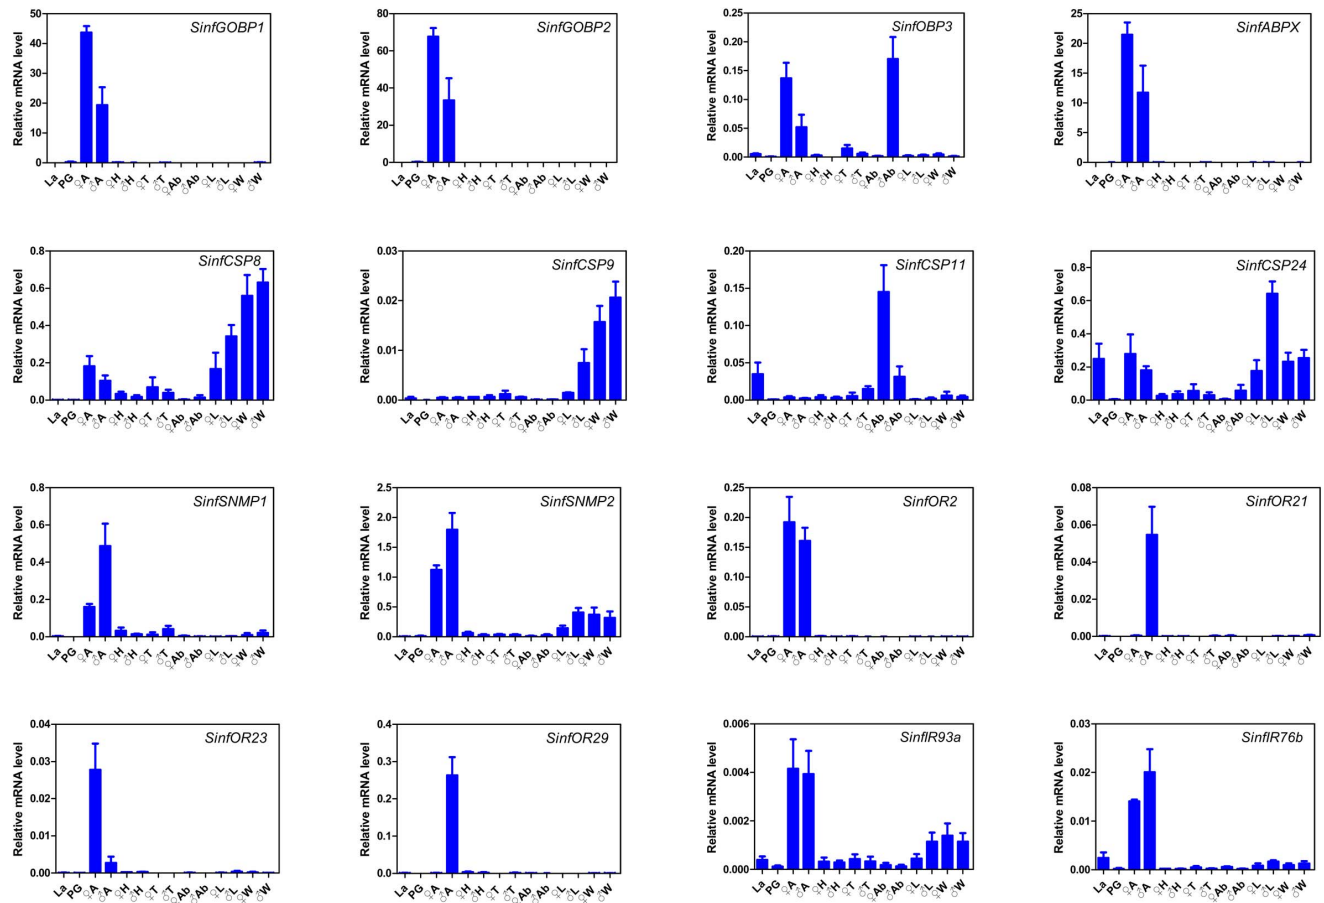 SinfGOBP1
Relative mRNA level
50
40
30
20
10
0
La PG ♀A ♂A ♀H ♂H ♀T ♂T ♀Ab ♂Ab ♀L ♂L ♀W ♂W
SinfGOBP2
Relative mRNA level
80
60
40
20
0
La PG ♀A ♂A ♀H ♂H ♀T ♂T ♀Ab ♂Ab ♀L ♂L ♀W ♂W
SinfOBP3
Relative mRNA level
0.25
0.20
0.15
0.10
0.05
0.00
La PG ♀A ♂A ♀H ♂H ♀T ♂T ♀Ab ♂Ab ♀L ♂L ♀W ♂W
SinfABPX
Relative mRNA level
25
20
15
10
5
0
La PG ♀A ♂A ♀H ♂H ♀T ♂T ♀Ab ♂Ab ♀L ♂L ♀W ♂W
SinfCSP8
Relative mRNA level
0.8
0.6
0.4
0.2
0.0
La PG ♀A ♂A ♀H ♂H ♀T ♂T ♀Ab ♂Ab ♀L ♂L ♀W ♂W
SinfCSP9
Relative mRNA level
0.03
0.02
0.01
0.00
La PG ♀A ♂A ♀H ♂H ♀T ♂T ♀Ab ♂Ab ♀L ♂L ♀W ♂W
SinfCSP11
Relative mRNA level
0.20
0.15
0.10
0.05
0.00
La PG ♀A ♂A ♀H ♂H ♀T ♂T ♀Ab ♂Ab ♀L ♂L ♀W ♂W
SinfCSP24
Relative mRNA level
0.8
0.6
0.4
0.2
0.0
La PG ♀A ♂A ♀H ♂H ♀T ♂T ♀Ab ♂Ab ♀L ♂L ♀W ♂W
SinfSNMP1
Relative mRNA level
0.8
0.6
0.4
0.2
0.0
La PG ♀A ♂A ♀H ♂H ♀T ♂T ♀Ab ♂Ab ♀L ♂L ♀W ♂W
SinfSNMP2
Relative mRNA level
2.5
2.0
1.5
1.0
0.5
0.0
La PG ♀A ♂A ♀H ♂H ♀T ♂T ♀Ab ♂Ab ♀L ♂L ♀W ♂W
SinfOR2
Relative mRNA level
0.25
0.20
0.15
0.10
0.05
0.00
La PG ♀A ♂A ♀H ♂H ♀T ♂T ♀Ab ♂Ab ♀L ♂L ♀W ♂W
SinfOR21
Relative mRNA level
0.08
0.06
0.04
0.02
0.00
La PG ♀A ♂A ♀H ♂H ♀T ♂T ♀Ab ♂Ab ♀L ♂L ♀W ♂W
SinfOR23
Relative mRNA level
0.04
0.03
0.02
0.01
0.00
La PG ♀A ♂A ♀H ♂H ♀T ♂T ♀Ab ♂Ab ♀L ♂L ♀W ♂W
SinfOR29
Relative mRNA level
0.4
0.3
0.2
0.1
0.0
La PG ♀A ♂A ♀H ♂H ♀T ♂T ♀Ab ♂Ab ♀L ♂L ♀W ♂W
SinfIR93a
Relative mRNA level
0.006
0.004
0.002
0.000
La PG ♀A ♂A ♀H ♂H ♀T ♂T ♀Ab ♂Ab ♀L ♂L ♀W ♂W
SinfIR76b
Relative mRNA level
0.03
0.02
0.01
0.00
La PG ♀A ♂A ♀H ♂H ♀T ♂T ♀Ab ♂Ab ♀L ♂L ♀W ♂W